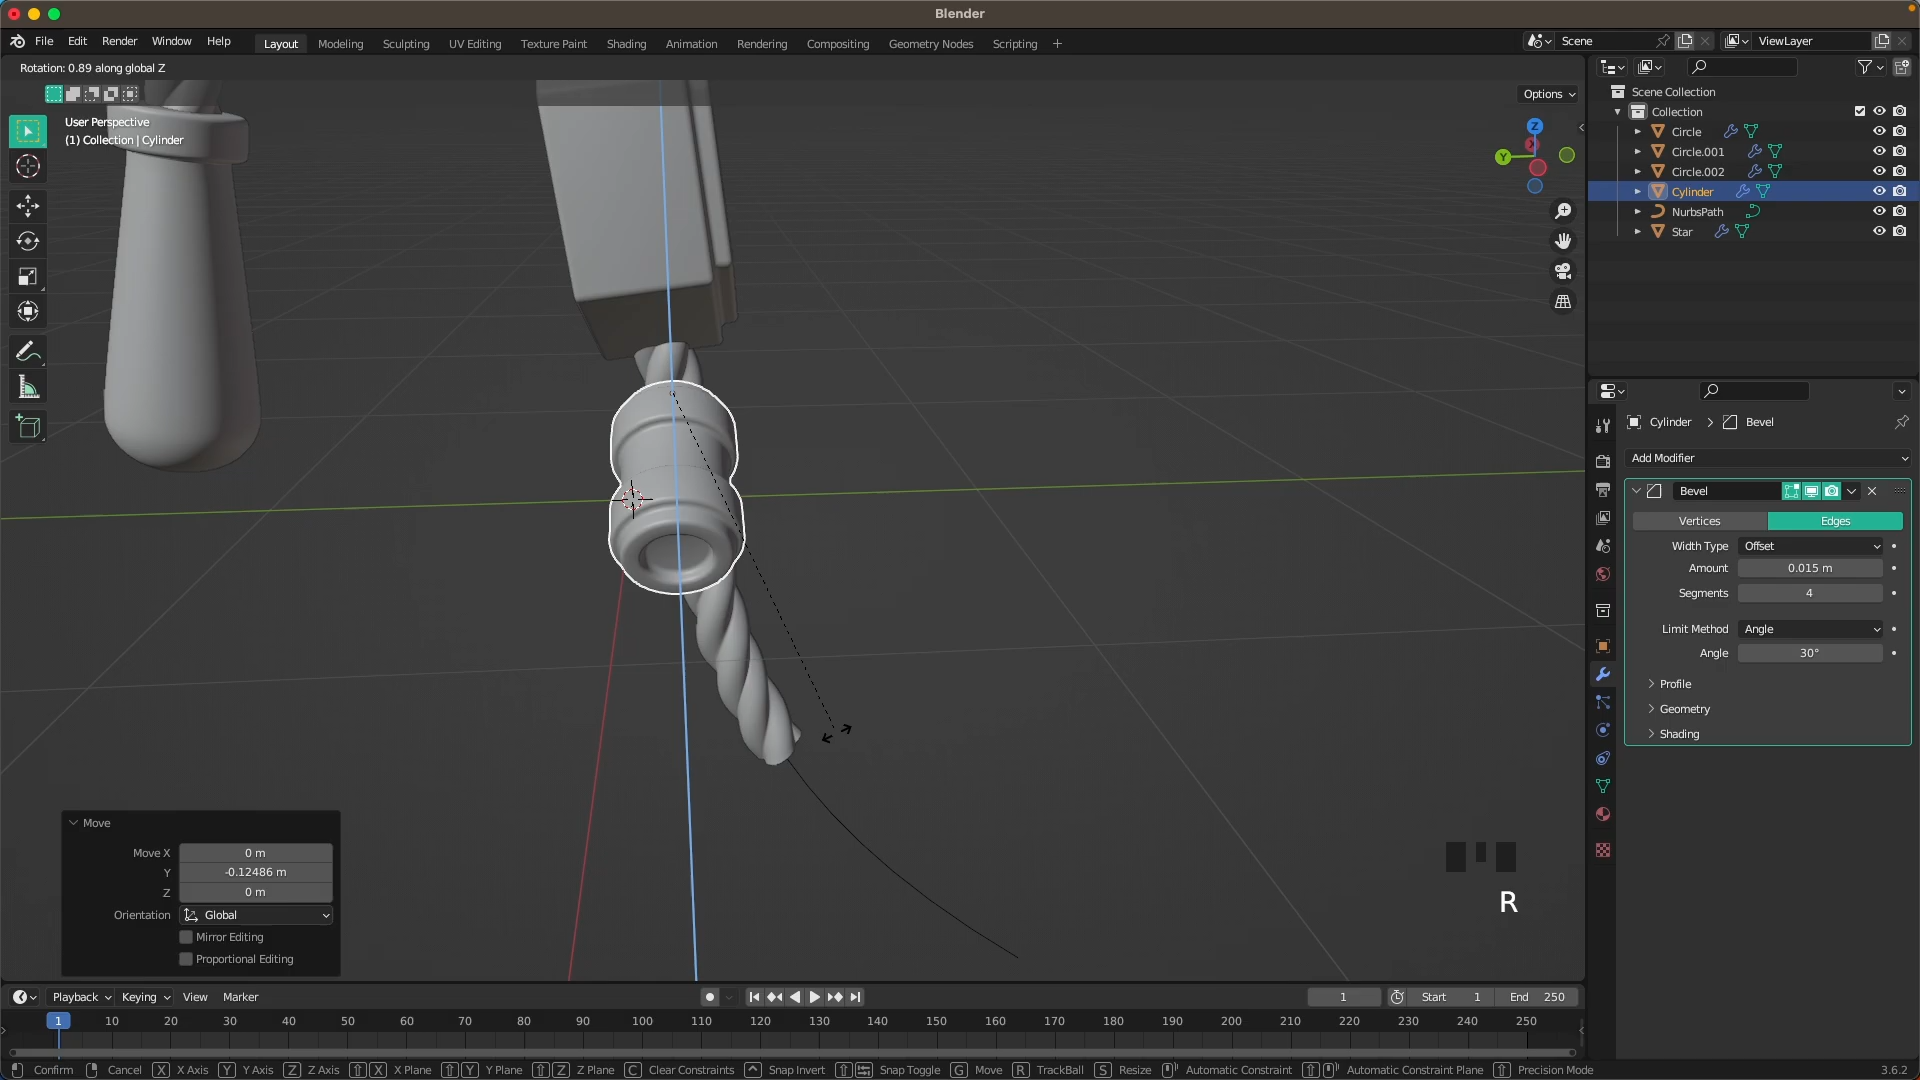 Blender
File Edit Render Window Help Layout Modeling Sculpting UV Editing Texture Paint Shading Animation Rendering Compositing Geometry Nodes Scripting + Scene ViewLayer
Rotation: 0.89 along global Z
Options
User Perspective
(1) Collection | Cylinder
Z
X
Y
Scene Collection
Collection
Circle
Circle.001
Circle.002
Cylinder
NurbsPath
Star
Cylinder > Bevel
Add Modifier
Bevel
Vertices Edges
Width Type Offset
Amount 0.015 m
Segments 4
Limit Method Angle
Angle 30°
Profile
Geometry
Shading
Move
Move X 0 m
Y -0.12486 m
Z 0 m
Orientation Global
Mirror Editing
Proportional Editing
R
Playback Keying View Marker 1 Start 1 End 250
1 10 20 30 40 50 60 70 80 90 100 110 120 130 140 150 160 170 180 190 200 210 220 230 240 250
Confirm Cancel X X Axis Y Y Axis Z Z Axis X X Plane Y Y Plane Z Z Plane C Clear Constraints Snap Invert Snap Toggle G Move R TrackBall S Resize Automatic Constraint Automatic Constraint Plane Precision Mode 3.6.2